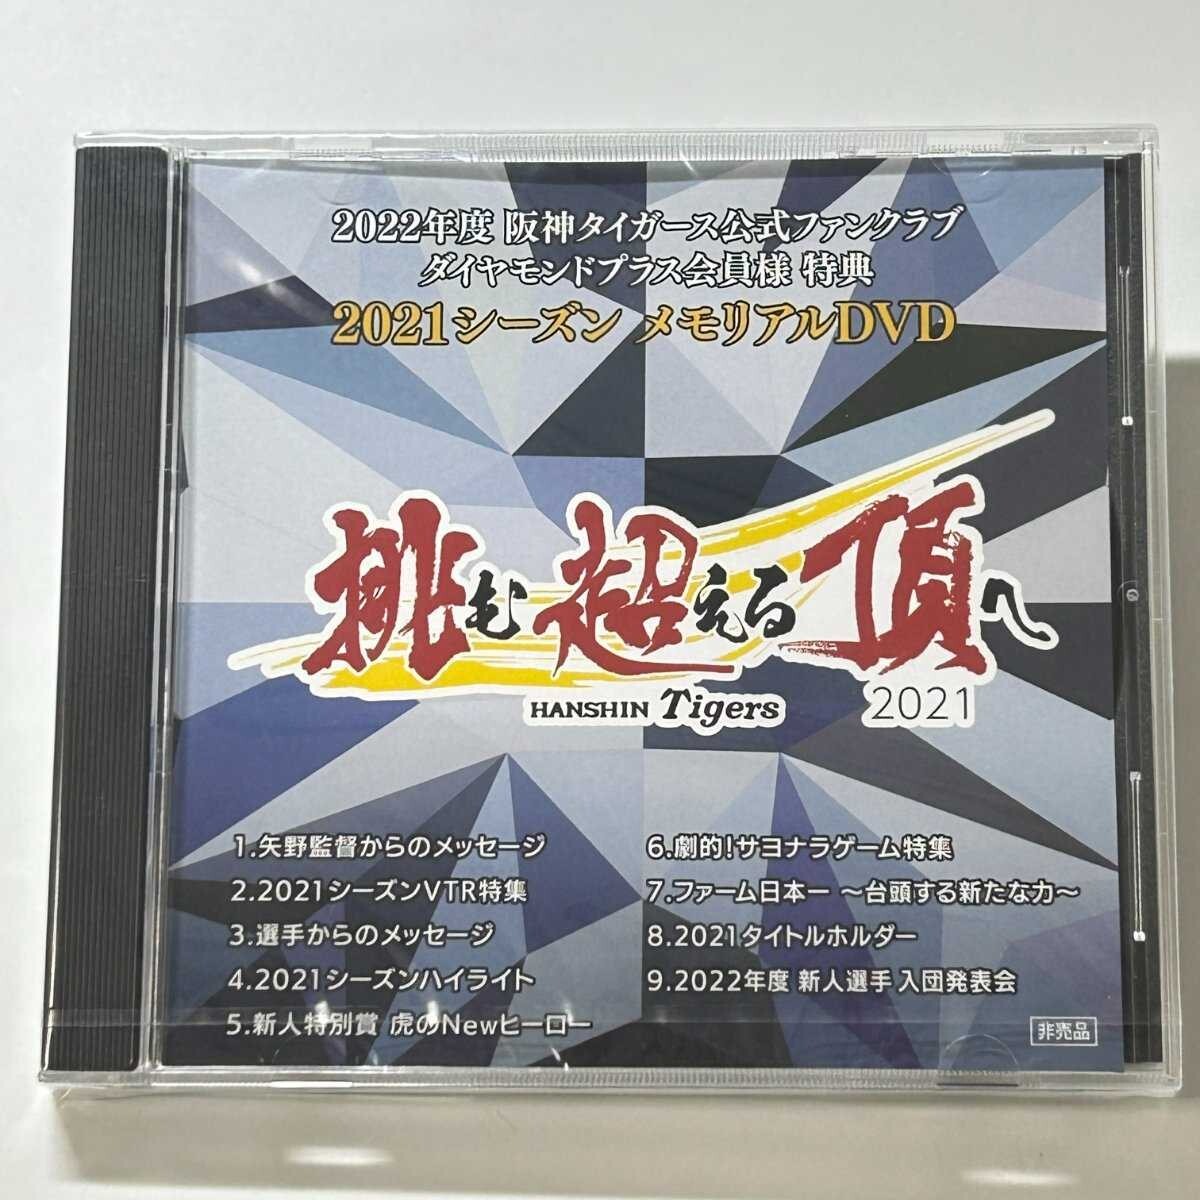 2022年度 阪神タイガース公式ファンクラブ
ダイヤモンドプラス会員様 特典
2021シーズン メモリアルDVD
挑む 超える 頂へ
HANSHIN Tigers 2021
1.矢野監督からのメッセージ
2.2021シーズンVTR特集
3.選手からのメッセージ
4.2021シーズンハイライト
5.新人特別賞 虎のNewヒーロー
6.劇的!サヨナラゲーム特集
7.ファーム日本一 ～台頭する新たな力～
8.2021タイトルホルダー
9.2022年度 新人選手 入団発表会
非売品